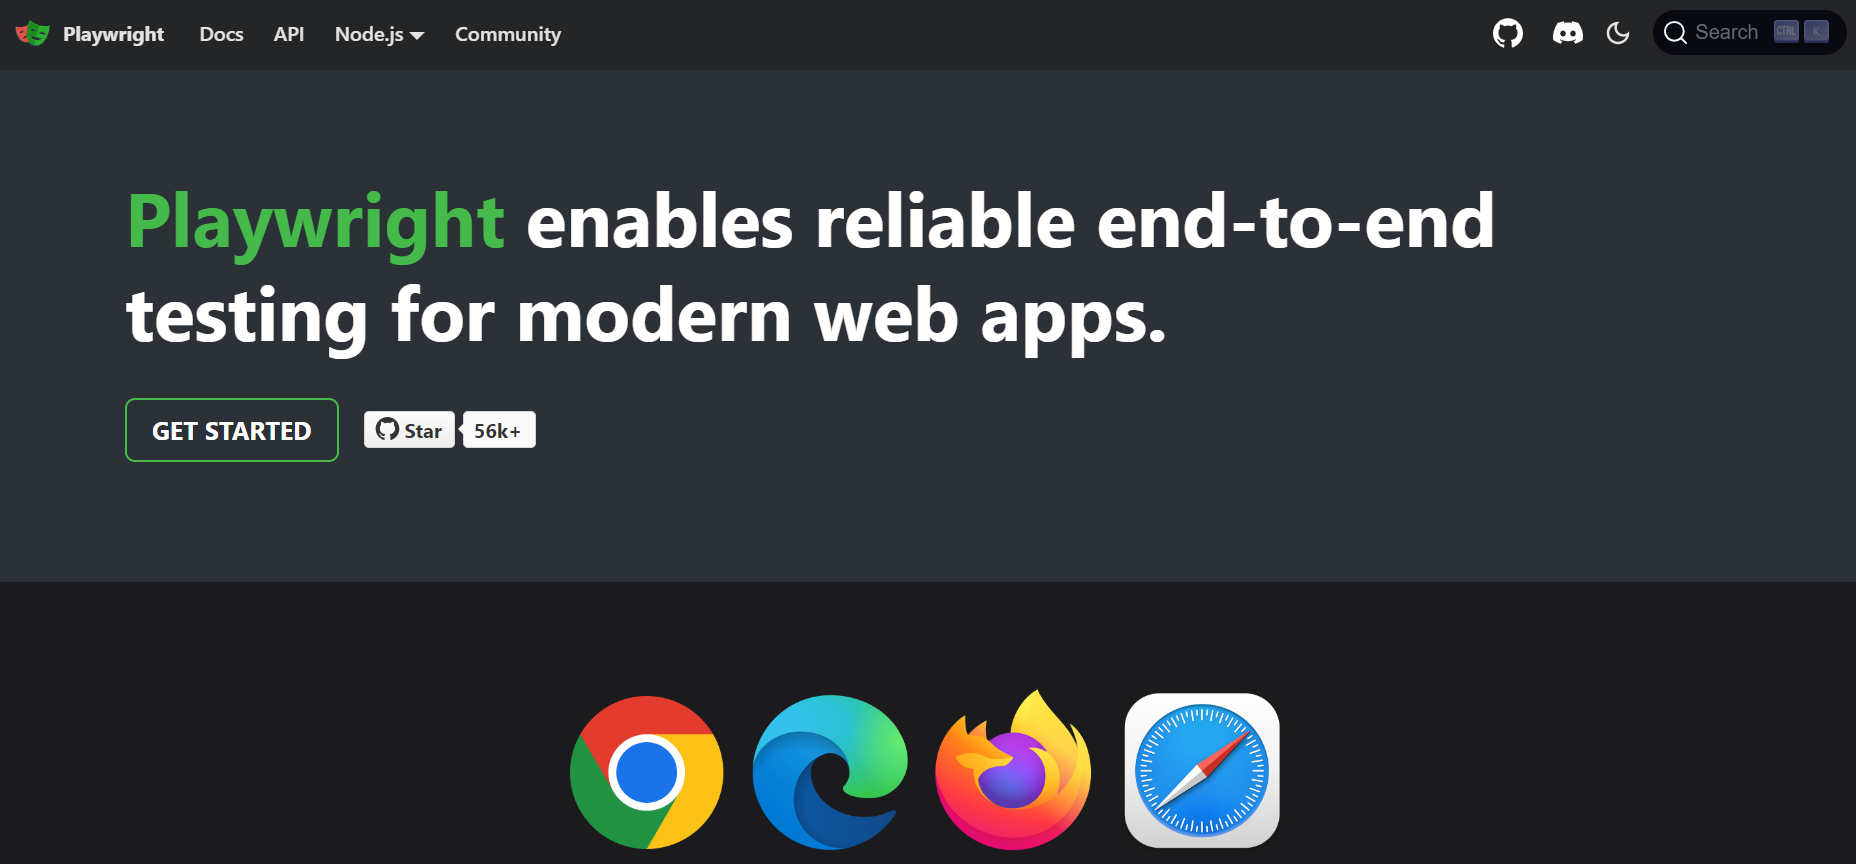 Playwright Docs API Node.js Community Search CTRL K
Playwright enables reliable end-to-end
testing for modern web apps.
GET STARTED Star 56k+